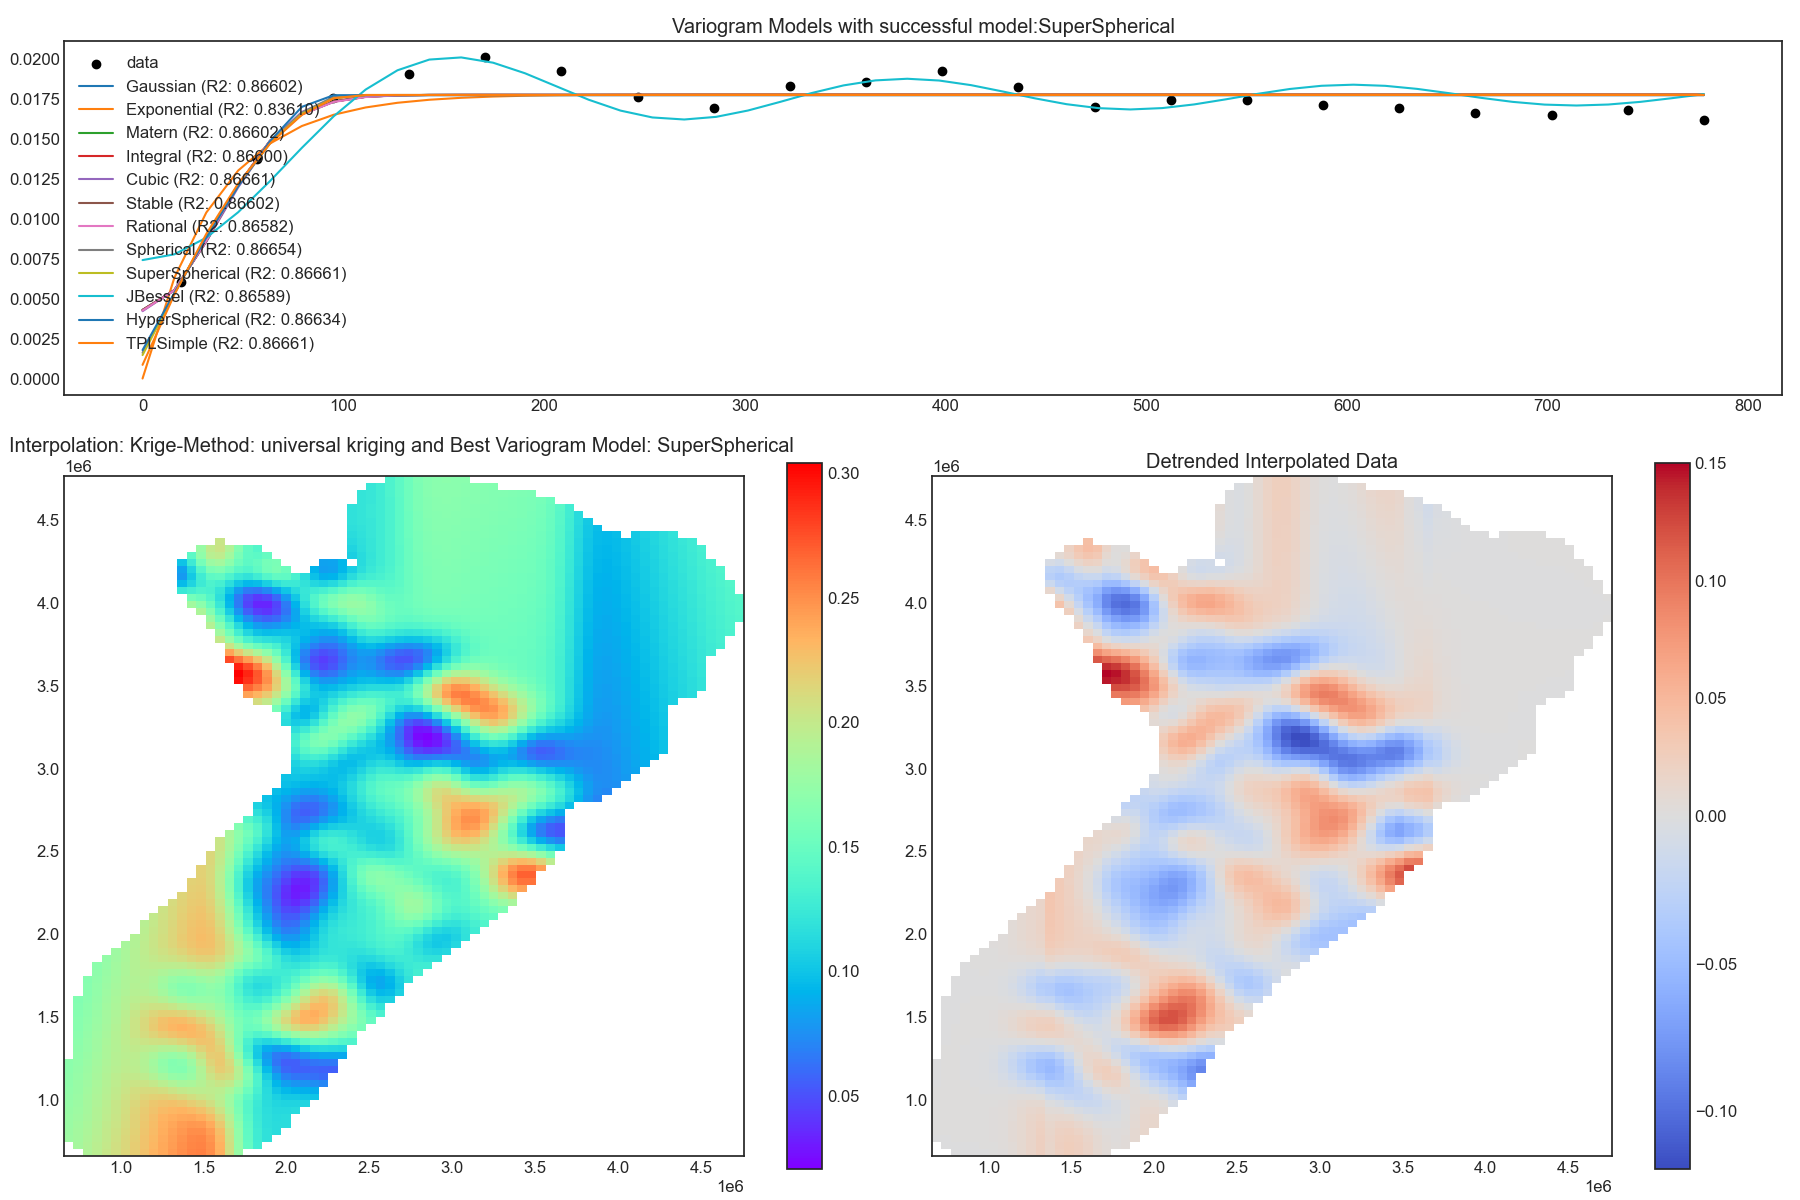 Variogram Models with successful model:SuperSpherical
0.0200
0.0175
0.0150
0.0125
0.0100
0.0075
0.0050
0.0025
0.0000
data
Gaussian (R2: 0.86602)
Exponential (R2: 0.83610)
Matern (R2: 0.86602)
Integral (R2: 0.86600)
Cubic (R2: 0.86661)
Stable (R2: 0.86602)
Rational (R2: 0.86582)
Spherical (R2: 0.86654)
SuperSpherical (R2: 0.86661)
JBessel (R2: 0.86589)
HyperSpherical (R2: 0.86634)
TPLSimple (R2: 0.86661)
0 100 200 300 400 500 600 700 800
Interpolation: Krige-Method: universal kriging and Best Variogram Model: SuperSpherical
1e6
4.5
4.0
3.5
3.0
2.5
2.0
1.5
1.0
1.0 1.5 2.0 2.5 3.0 3.5 4.0 4.5
1e6
0.30
0.25
0.20
0.15
0.10
0.05
Detrended Interpolated Data
1e6
4.5
4.0
3.5
3.0
2.5
2.0
1.5
1.0
1.0 1.5 2.0 2.5 3.0 3.5 4.0 4.5
1e6
0.15
0.10
0.05
0.00
−0.05
−0.10